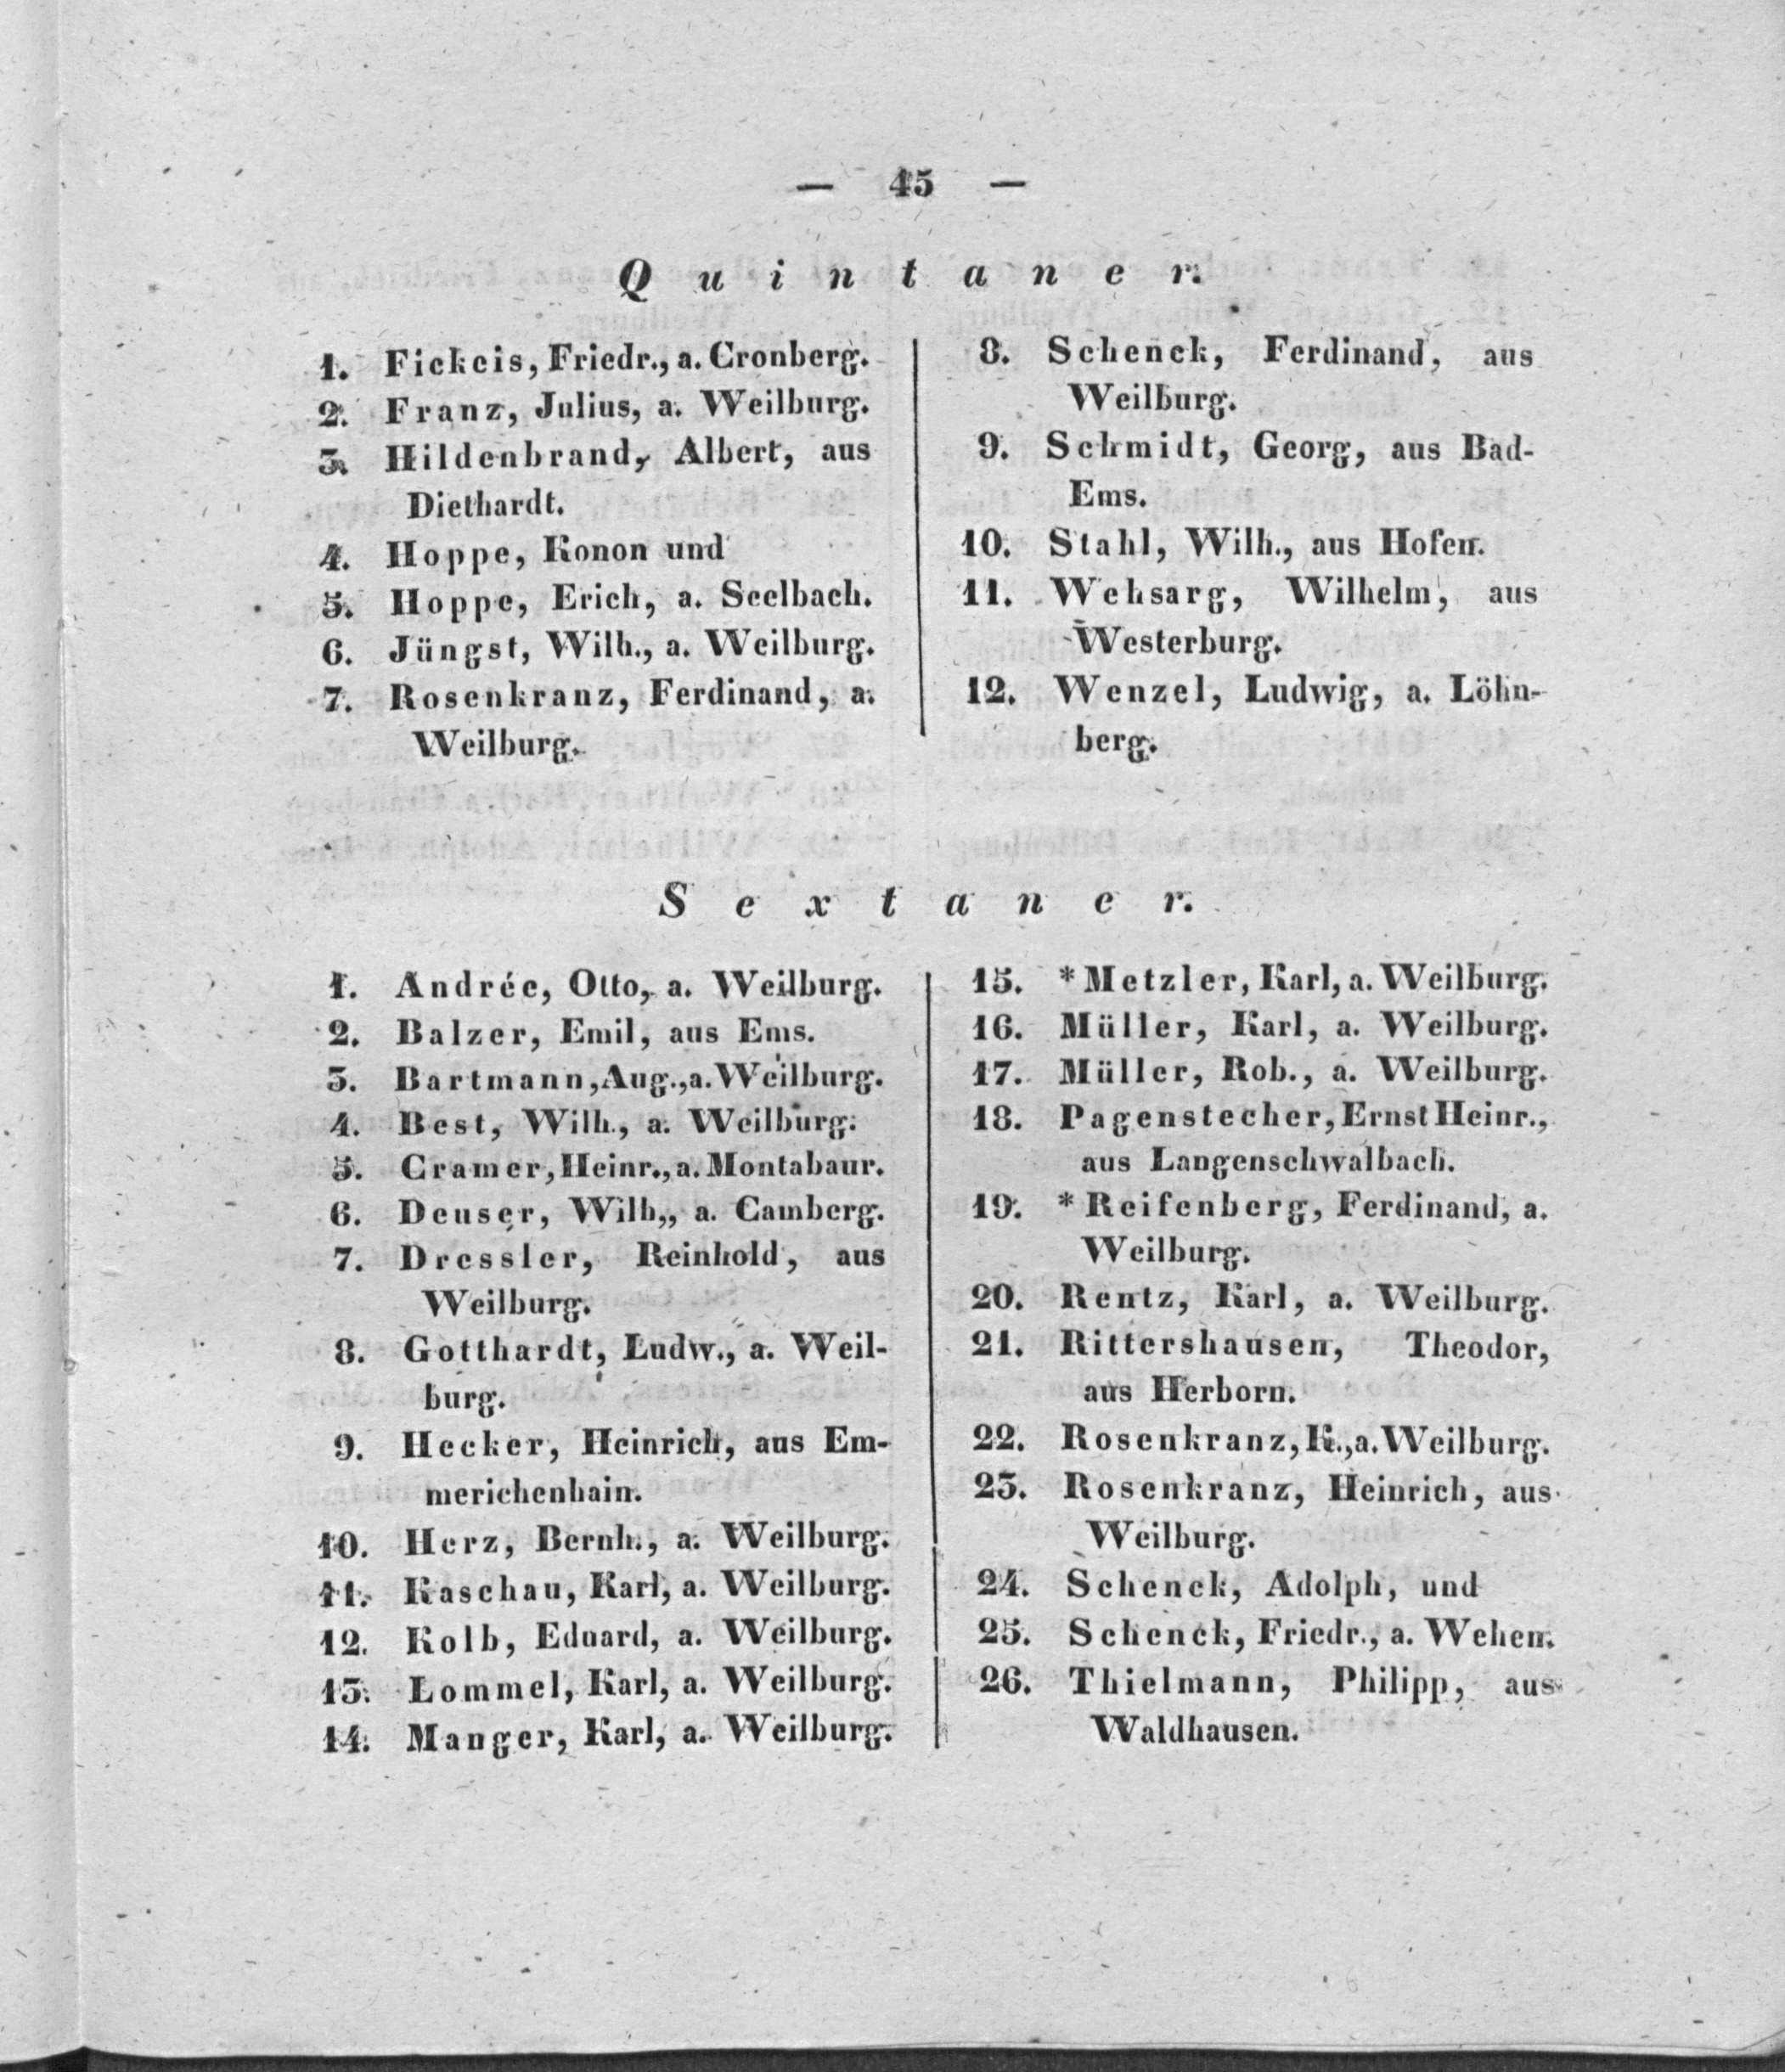 — 45 —
Quintaner.
1. Fickeis, Friedr., a. Cronberg.
2. Franz, Julius, a. Weilburg.
3. Hildenbrand, Albert, aus
Diethardt.
4. Hoppe, Konon und
5. Hoppe, Erich, a. Seelbach.
6. Jüngst, Wilh., a. Weilburg.
7. Rosenkranz, Ferdinand, a.
Weilburg.
8. Schenck, Ferdinand, aus
Weilburg.
9. Schmidt, Georg, aus Bad-
Ems.
10. Stahl, Wilh., aus Hofen.
11. Wehsarg, Wilhelm, aus
Westerburg.
12. Wenzel, Ludwig, a. Löhn-
berg.
Sextaner.
1. Andrée, Otto, a. Weilburg.
2. Balzer, Emil, aus Ems.
3. Bartmann, Aug., a. Weilburg.
4. Best, Wilh., a. Weilburg.
5. Cramer, Heinr., a. Montabaur.
6. Deuser, Wilh,, a. Camberg.
7. Dressler, Reinhold, aus
Weilburg.
8. Gotthardt, Ludw., a. Weil-
burg.
9. Hecker, Heinrich, aus Em-
merichenhain.
10. Herz, Bernh., a. Weilburg.
11. Kaschau, Karl, a. Weilburg.
12. Kolb, Eduard, a. Weilburg.
13. Lommel, Karl, a. Weilburg.
14. Manger, Karl, a. Weilburg.
15. *Metzler, Karl, a. Weilburg.
16. Müller, Karl, a. Weilburg.
17. Müller, Rob., a. Weilburg.
18. Pagenstecher, Ernst Heinr.,
aus Langenschwalbach.
19. *Reifenberg, Ferdinand, a.
Weilburg.
20. Rentz, Karl, a. Weilburg.
21. Rittershausen, Theodor,
aus Herborn.
22. Rosenkranz, K., a. Weilburg.
23. Rosenkranz, Heinrich, aus
Weilburg.
24. Schenck, Adolph, und
25. Schenck, Friedr., a. Wehen.
26. Thielmann, Philipp, aus
Waldhausen.